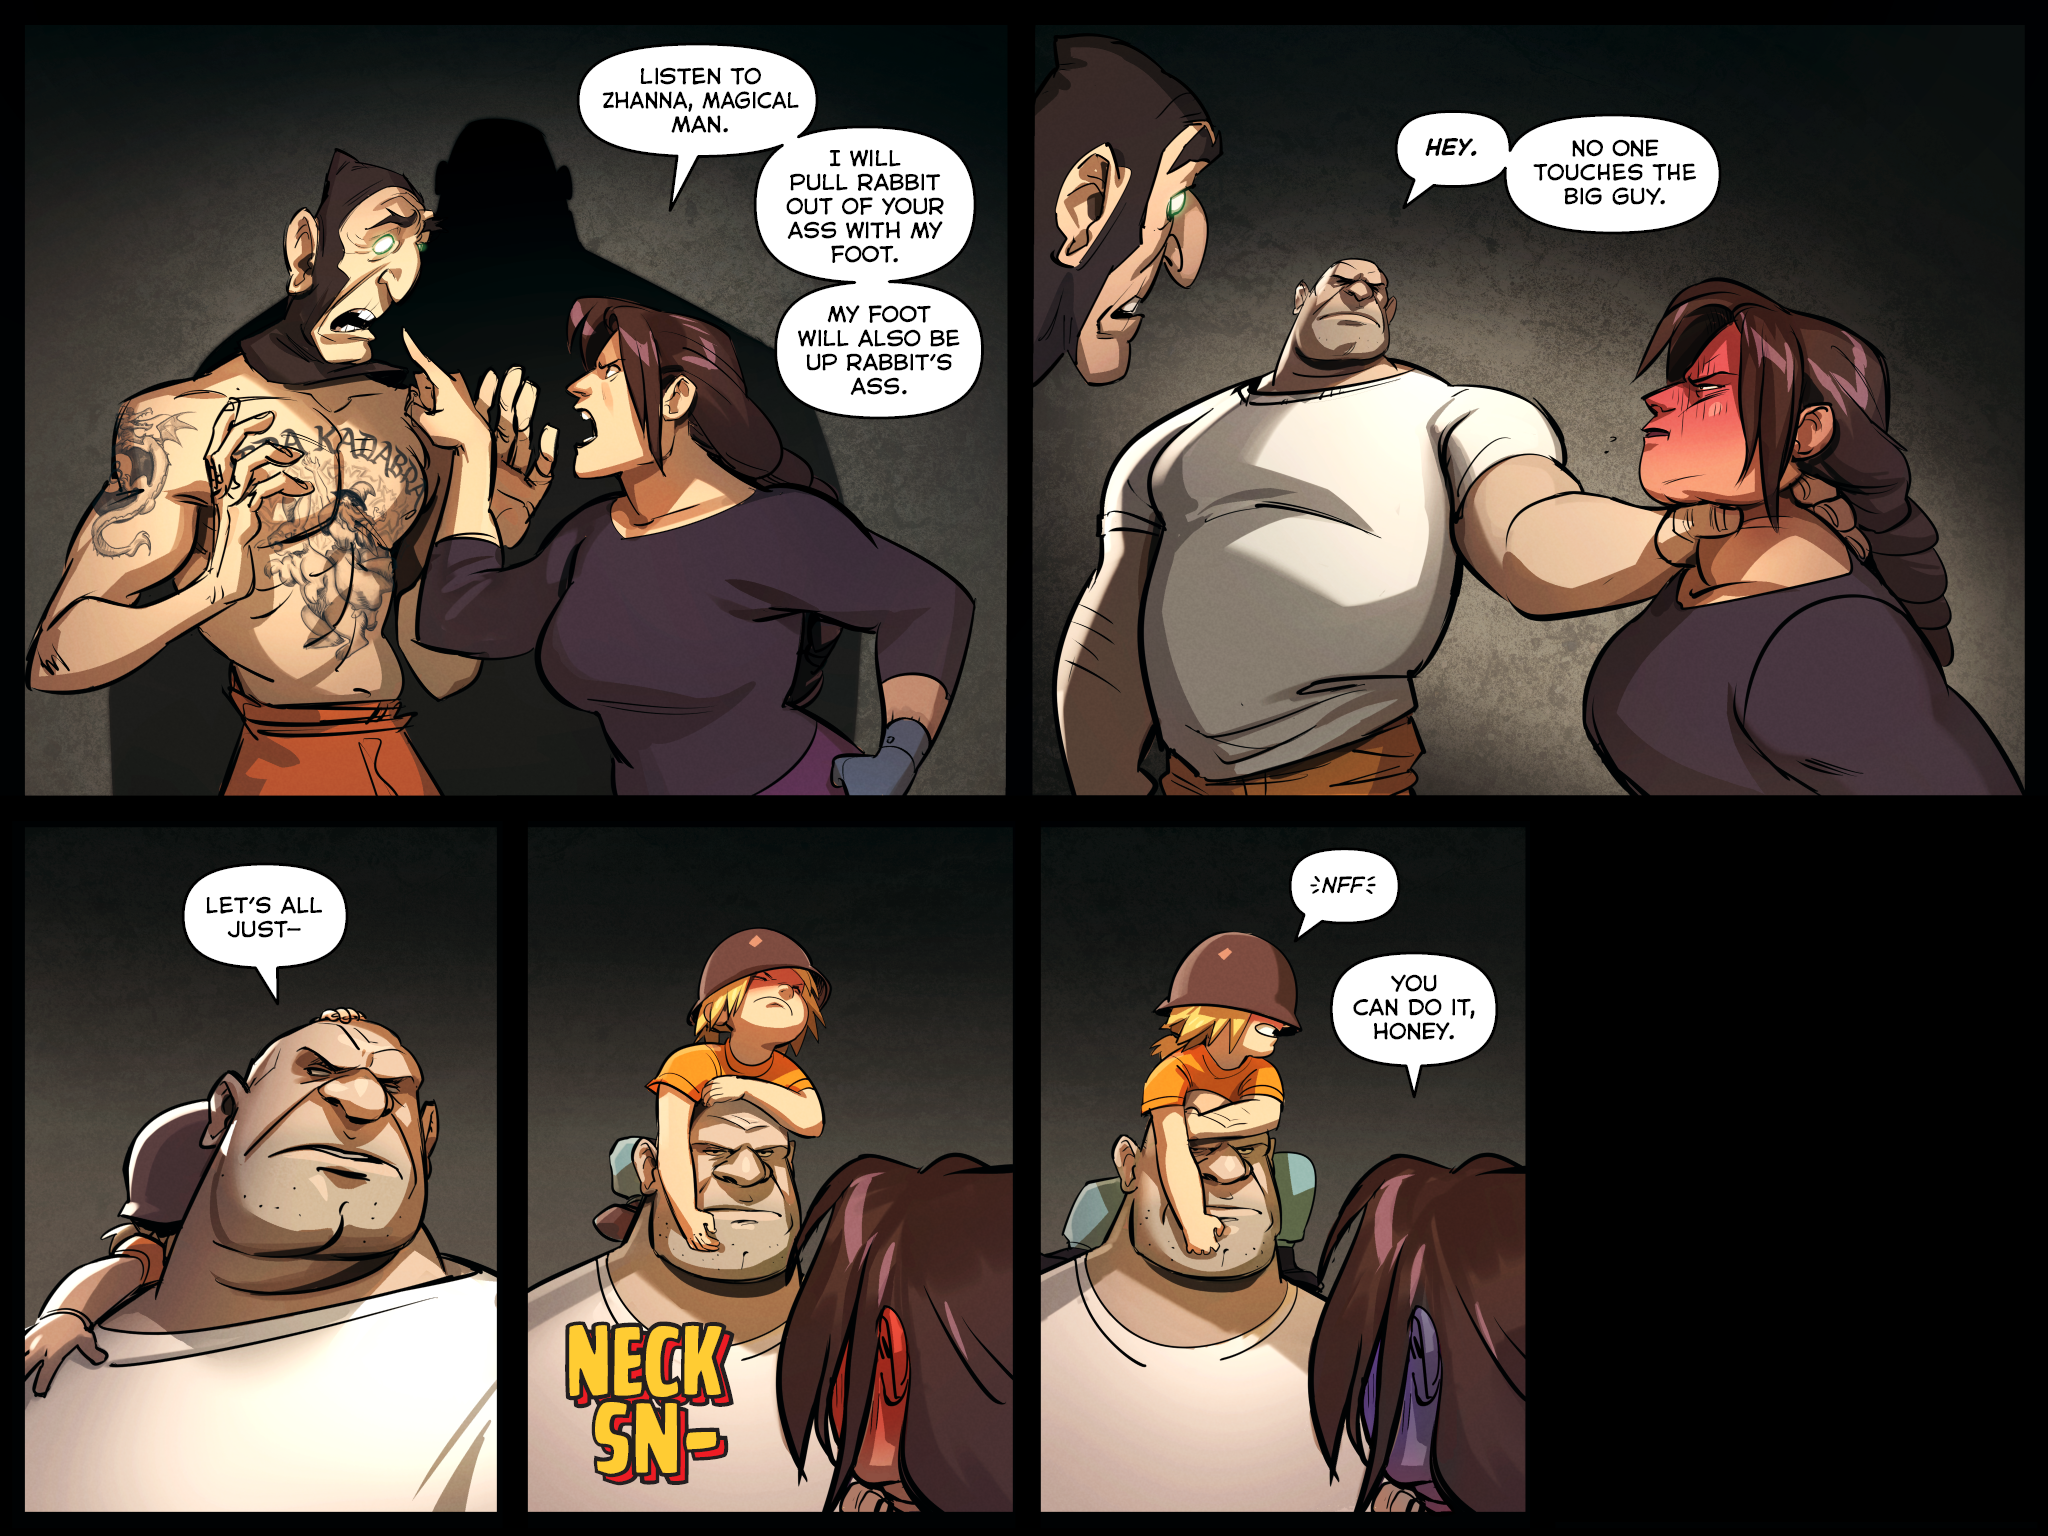 LISTEN TO
ZHANNA, MAGICAL
MAN.
I WILL
PULL RABBIT
OUT OF YOUR
ASS WITH MY
FOOT.
MY FOOT
WILL ALSO BE
UP RABBIT'S
ASS.
RA KADABRA
HEY.
NO ONE
TOUCHES THE
BIG GUY.
LET'S ALL
JUST–
NECK
SN-
NFF
YOU
CAN DO IT,
HONEY.